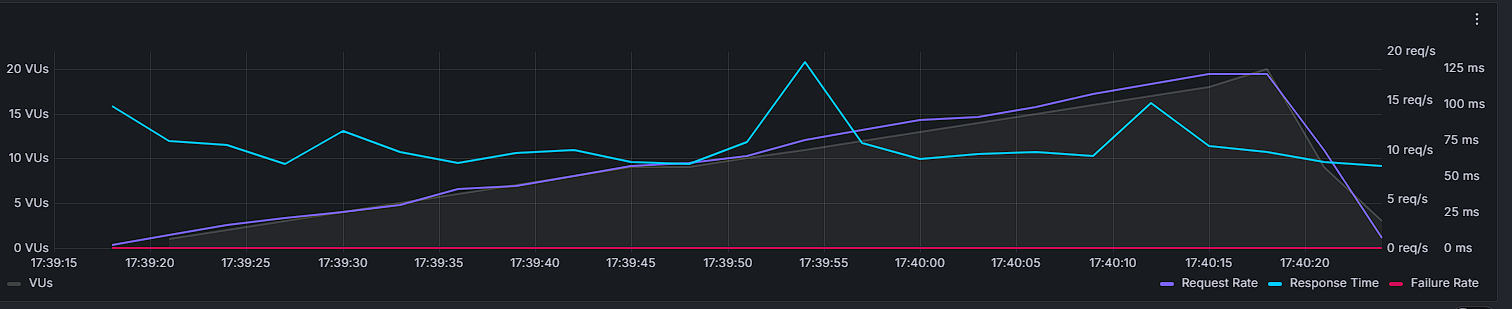 20 req/s
20 VUs
125 ms
15 VUs
15 req/s
100 ms
10 VUs
10 req/s
75 ms
50 ms
5 VUs
5 req/s
25 ms
0 VUs
0 req/s
0 ms
17:39:15 17:39:20 17:39:25 17:39:30 17:39:35 17:39:40 17:39:45 17:39:50 17:39:55 17:40:00 17:40:05 17:40:10 17:40:15 17:40:20
VUs
Request Rate Response Time Failure Rate